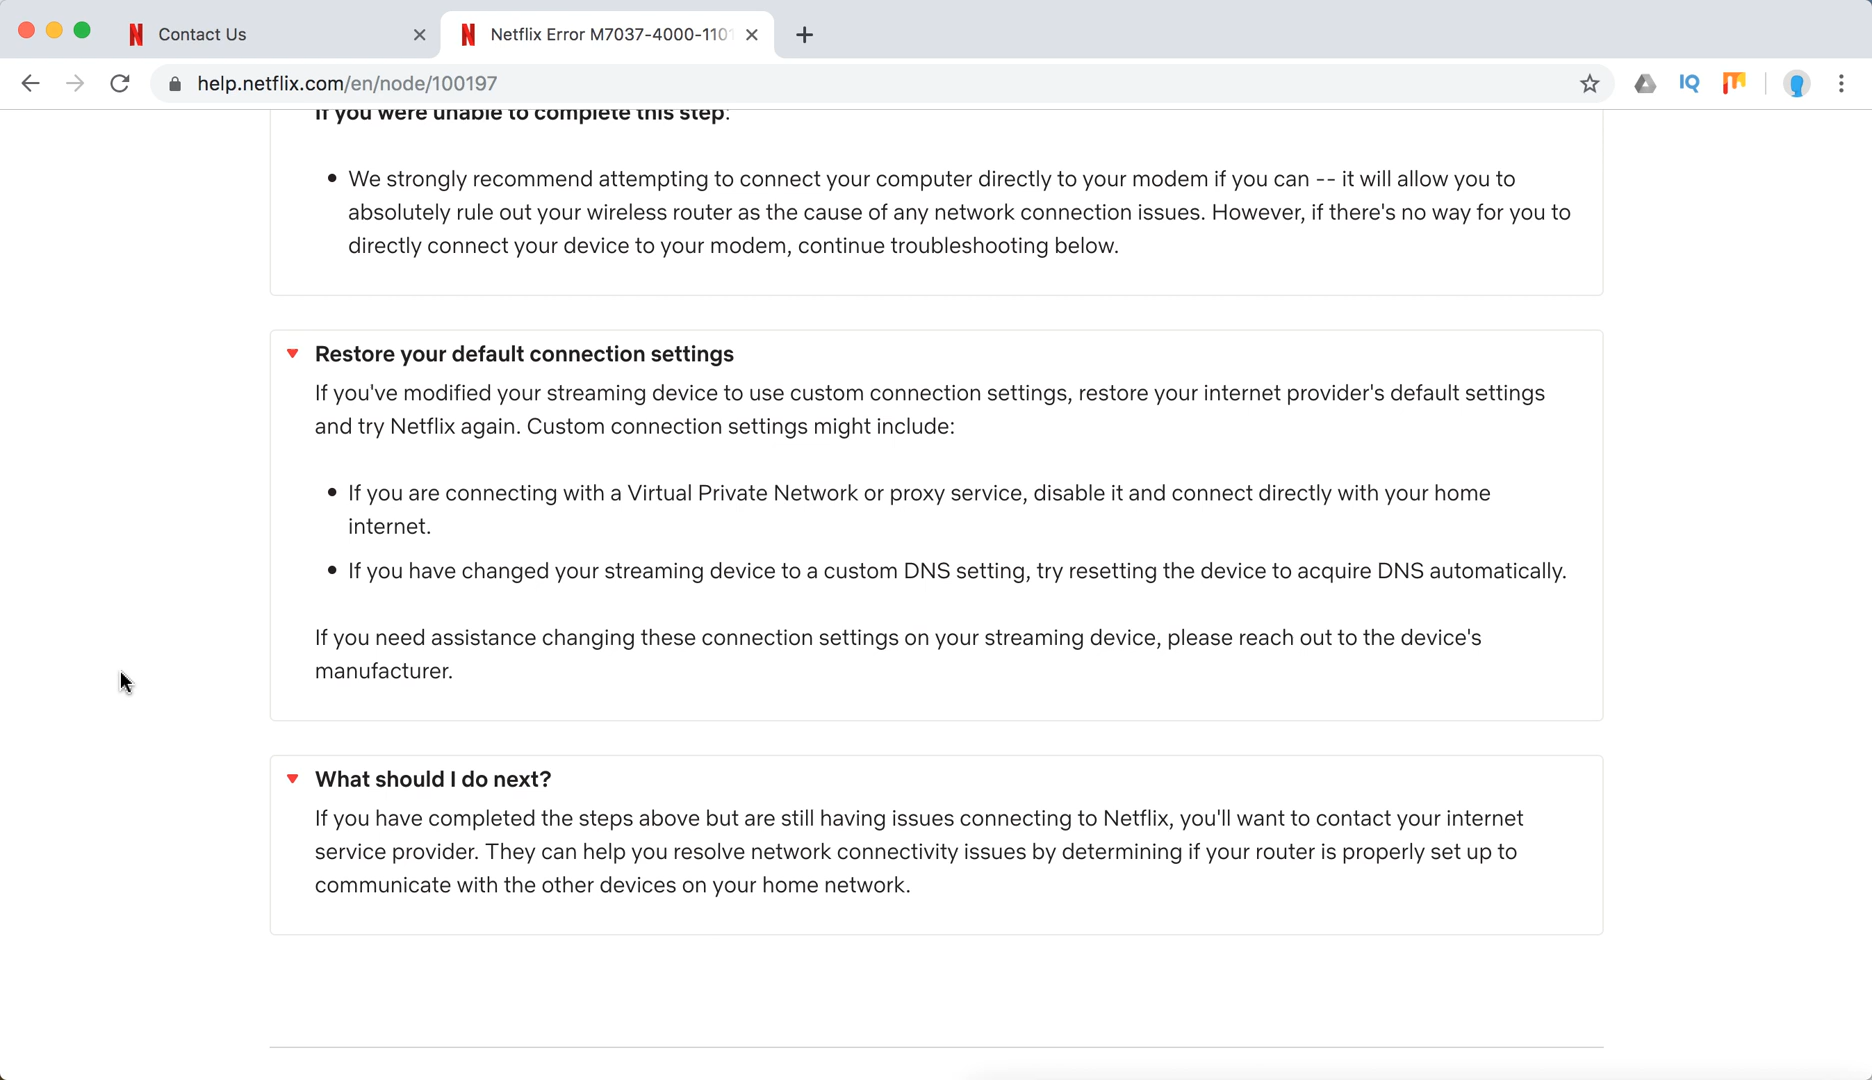 Contact Us
Netflix Error M7037-4000-1101
help.netflix.com/en/node/100197
IQ
If you were unable to complete this step:
We strongly recommend attempting to connect your computer directly to your modem if you can -- it will allow you to
absolutely rule out your wireless router as the cause of any network connection issues. However, if there's no way for you to
directly connect your device to your modem, continue troubleshooting below.
Restore your default connection settings
If you've modified your streaming device to use custom connection settings, restore your internet provider's default settings
and try Netflix again. Custom connection settings might include:
If you are connecting with a Virtual Private Network or proxy service, disable it and connect directly with your home
internet.
If you have changed your streaming device to a custom DNS setting, try resetting the device to acquire DNS automatically.
If you need assistance changing these connection settings on your streaming device, please reach out to the device's
manufacturer.
What should I do next?
If you have completed the steps above but are still having issues connecting to Netflix, you'll want to contact your internet
service provider. They can help you resolve network connectivity issues by determining if your router is properly set up to
communicate with the other devices on your home network.